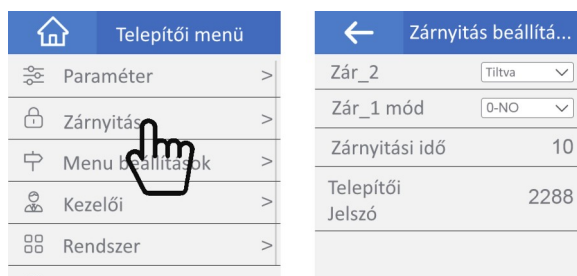 Telepítői menü
Paraméter >
Zárnyitás >
Menu beállítások >
Kezelői >
Rendszer >
Zárnyitás beállítá...
Zár_2 Tiltva
Zár_1 mód 0-NO
Zárnyitási idő 10
Telepítői
Jelszó 2288